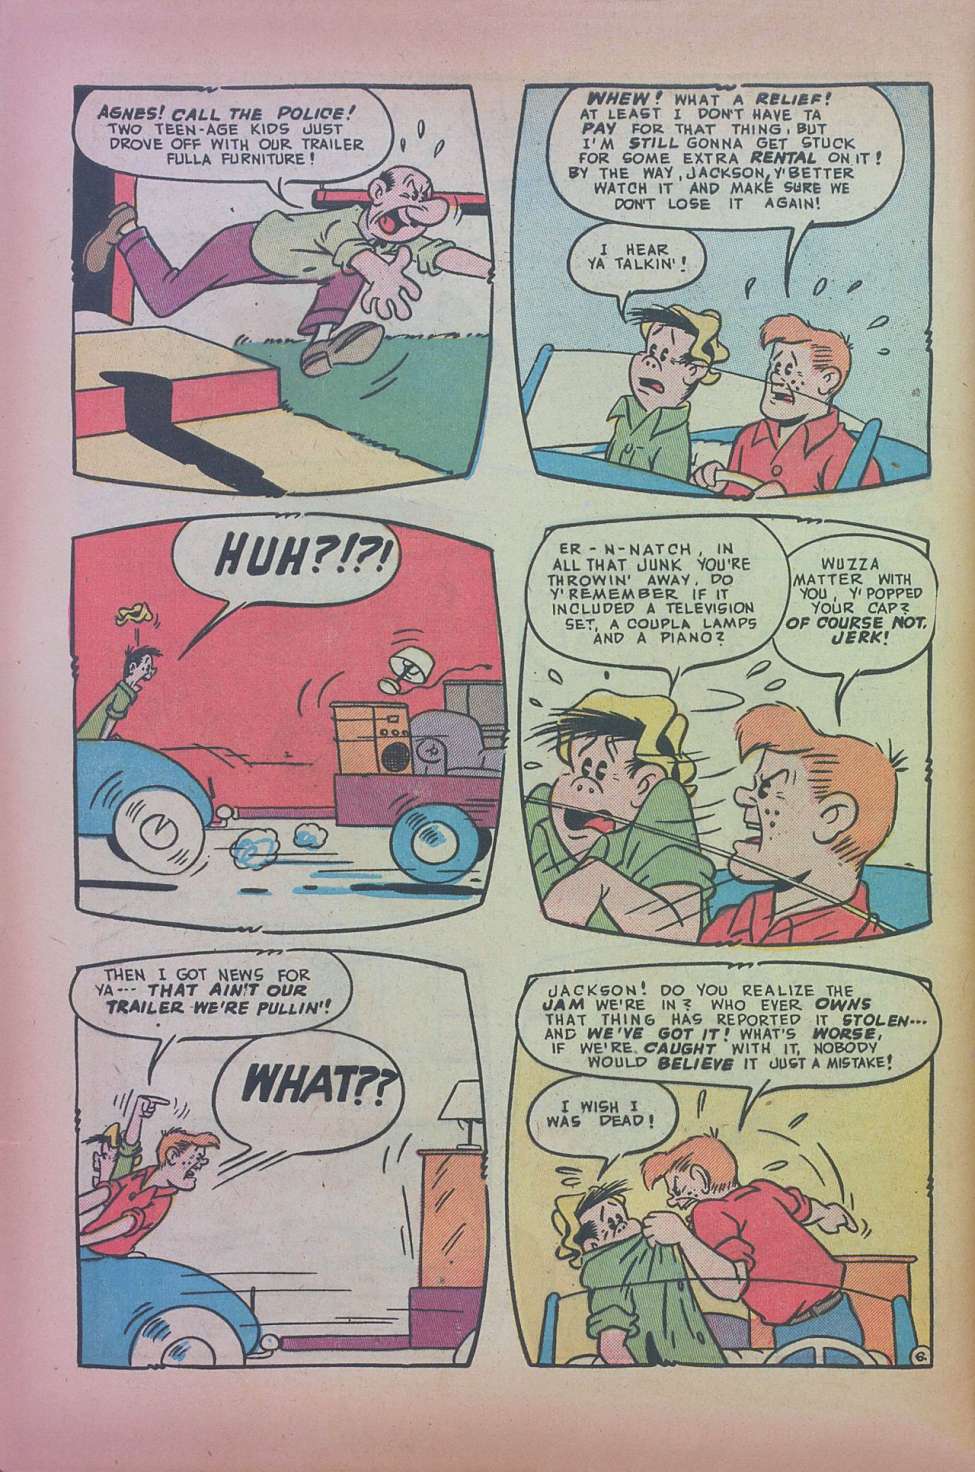 AGNES! CALL THE POLICE!
TWO TEEN-AGE KIDS JUST
DROVE OFF WITH OUR TRAILER
FULLA FURNITURE!
WHEW! WHAT A RELIEF!
AT LEAST I DON'T HAVE TA
PAY FOR THAT THING, BUT
I'M STILL GONNA GET STUCK
FOR SOME EXTRA RENTAL ON IT!
BY THE WAY, JACKSON, Y'BETTER
WATCH IT AND MAKE SURE WE
DON'T LOSE IT AGAIN!
I HEAR
YA TALKIN'!
HUH?!?!
ER - N-NATCH, IN
ALL THAT JUNK YOU'RE
THROWIN' AWAY, DO
Y'REMEMBER IF IT
INCLUDED A TELEVISION
SET, A COUPLA LAMPS
AND A PIANO?
WUZZA
MATTER WITH
YOU, Y'POPPED
YOUR CAP?
OF COURSE NOT,
JERK!
THEN I GOT NEWS FOR
YA--- THAT AIN'T OUR
TRAILER WE'RE PULLIN'!
WHAT??
JACKSON! DO YOU REALIZE THE
JAM WE'RE IN? WHO EVER OWNS
THAT THING HAS REPORTED IT STOLEN---
AND WE'VE GOT IT! WHAT'S WORSE,
IF WE'RE CAUGHT WITH IT, NOBODY
WOULD BELIEVE IT JUST A MISTAKE!
I WISH I
WAS DEAD!
6.